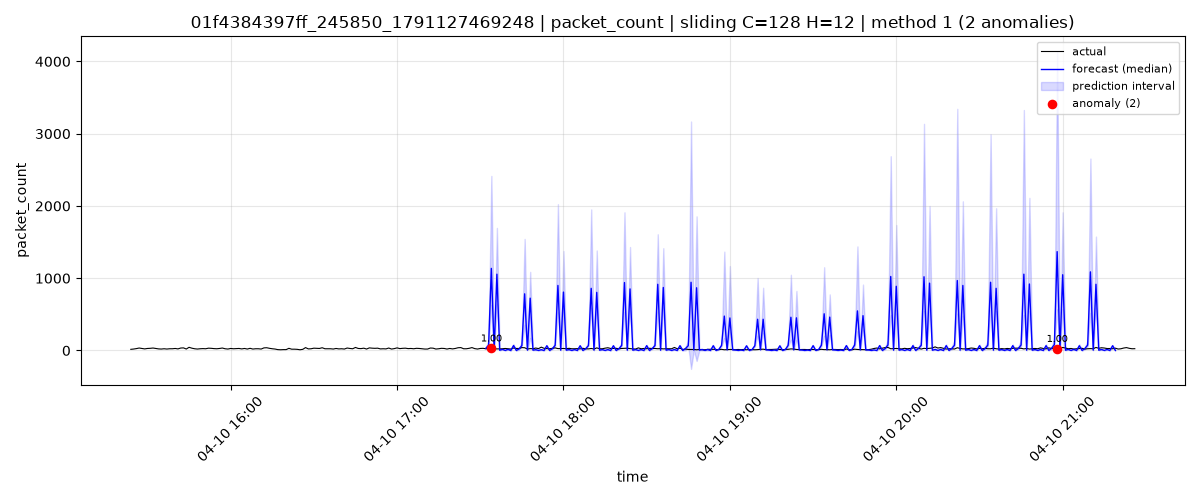 01f4384397ff_245850_1791127469248 | packet_count | sliding C=128 H=12 | method 1 (2 anomalies)
actual
forecast (median)
prediction interval
anomaly (2)
packet_count
4000
3000
2000
1000
0
1.00
1.00
04-10 16:00
04-10 17:00
04-10 18:00
04-10 19:00
04-10 20:00
04-10 21:00
time